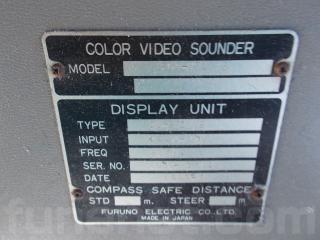 COLOR VIDEO SOUNDER
MODEL
DISPLAY UNIT
TYPE
INPUT
FREQ
SER. NO.
DATE
COMPASS SAFE DISTANCE
STD m. STEER m
FURUNO ELECTRIC CO., LTD.
MADE IN JAPAN